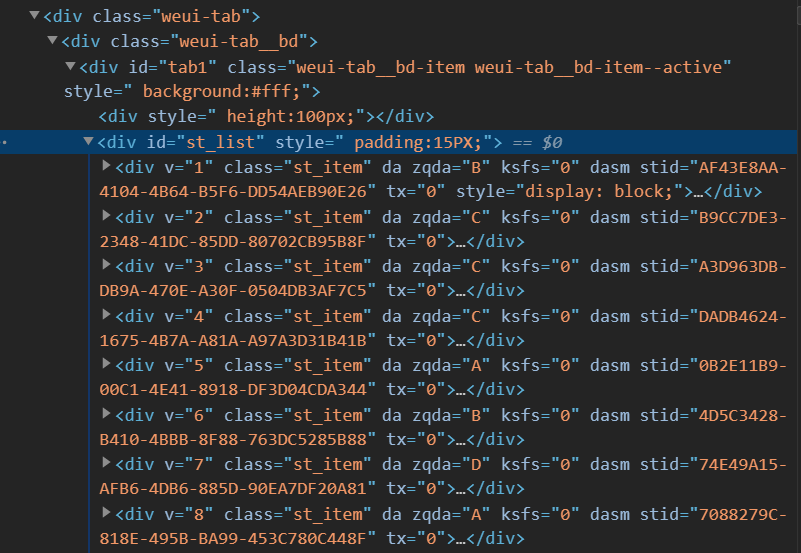 <div class="weui-tab">
<div class="weui-tab__bd">
<div id="tab1" class="weui-tab__bd-item weui-tab__bd-item--active"
style=" background:#fff;">
<div style=" height:100px;"></div>
<div id="st_list" style=" padding:15PX;"> == $0
<div v="1" class="st_item" da zqda="B" ksfs="0" dasm stid="AF43E8AA-
4104-4B64-B5F6-DD54AEB90E26" tx="0" style="display: block;">…</div>
<div v="2" class="st_item" da zqda="C" ksfs="0" dasm stid="B9CC7DE3-
2348-41DC-85DD-80702CB95B8F" tx="0">…</div>
<div v="3" class="st_item" da zqda="C" ksfs="0" dasm stid="A3D963DB-
DB9A-470E-A30F-0504DB3AF7C5" tx="0">…</div>
<div v="4" class="st_item" da zqda="C" ksfs="0" dasm stid="DADB4624-
1675-4B7A-A81A-A97A3D31B41B" tx="0">…</div>
<div v="5" class="st_item" da zqda="A" ksfs="0" dasm stid="0B2E11B9-
00C1-4E41-8918-DF3D04CDA344" tx="0">…</div>
<div v="6" class="st_item" da zqda="B" ksfs="0" dasm stid="4D5C3428-
B410-4BBB-8F88-763DC5285B88" tx="0">…</div>
<div v="7" class="st_item" da zqda="D" ksfs="0" dasm stid="74E49A15-
AFB6-4DB6-885D-90EA7DF20A81" tx="0">…</div>
<div v="8" class="st_item" da zqda="A" ksfs="0" dasm stid="7088279C-
818E-495B-BA99-453C780C448F" tx="0">…</div>